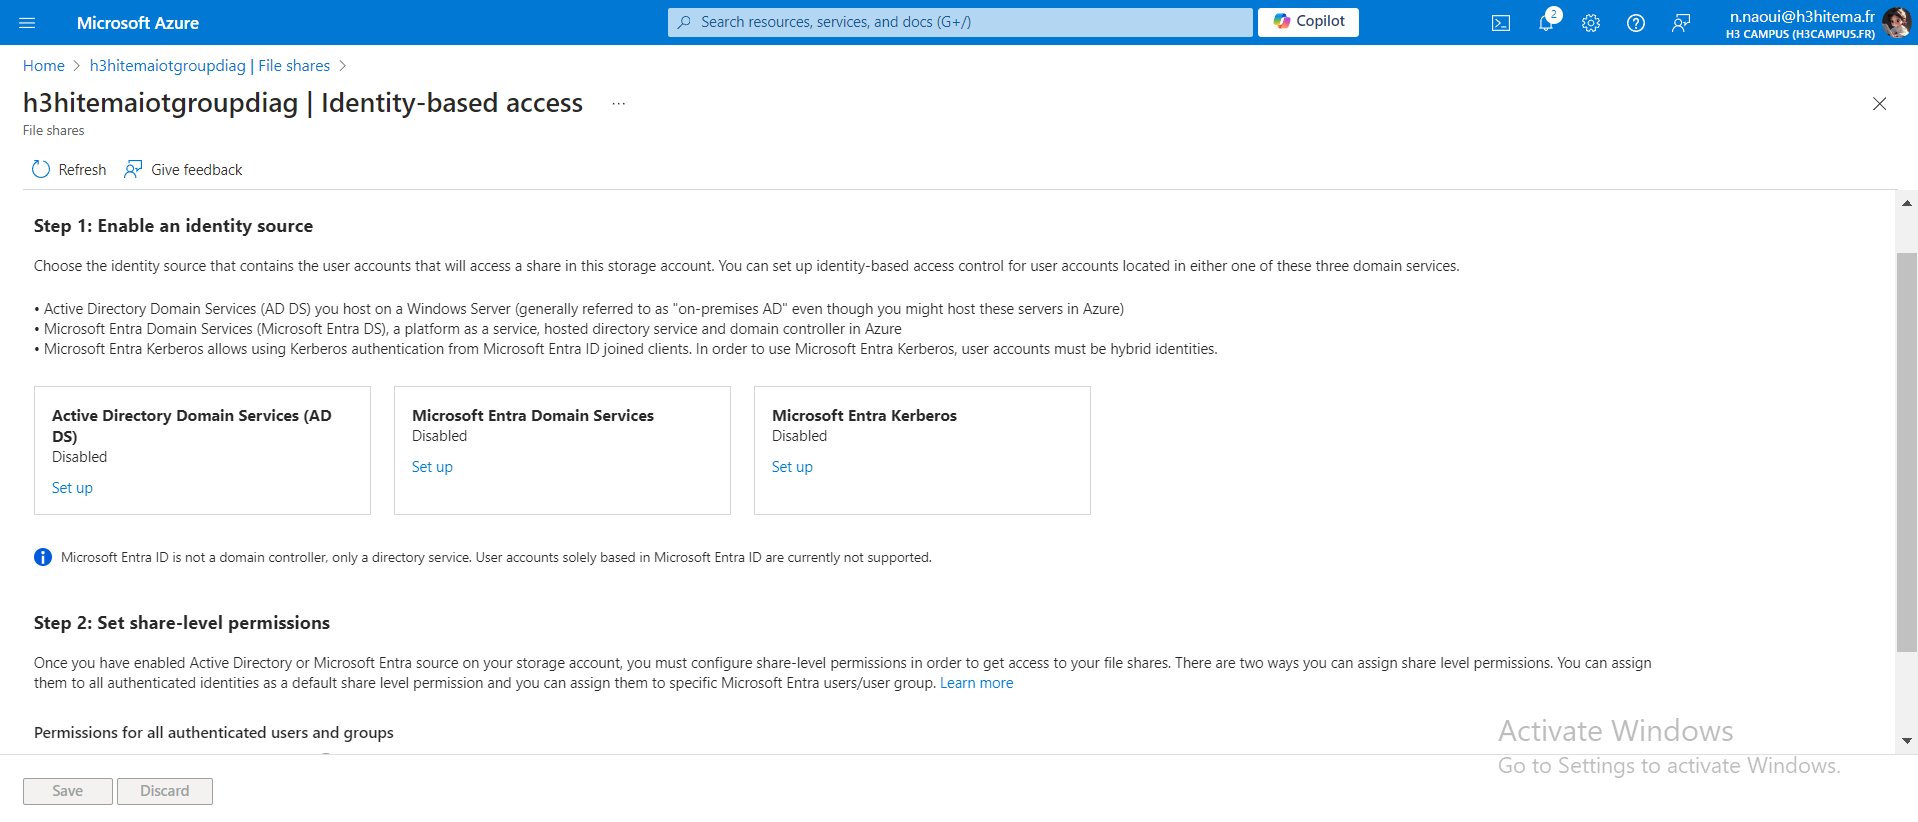 Microsoft Azure
Search resources, services, and docs (G+/)
Copilot
2
n.naoui@h3hitema.fr
H3 CAMPUS (H3CAMPUS.FR)
Home > h3hitemaiotgroupdiag | File shares >
h3hitemaiotgroupdiag | Identity-based access ...
File shares
Refresh
Give feedback
Step 1: Enable an identity source
Choose the identity source that contains the user accounts that will access a share in this storage account. You can set up identity-based access control for user accounts located in either one of these three domain services.
• Active Directory Domain Services (AD DS) you host on a Windows Server (generally referred to as "on-premises AD" even though you might host these servers in Azure)
• Microsoft Entra Domain Services (Microsoft Entra DS), a platform as a service, hosted directory service and domain controller in Azure
• Microsoft Entra Kerberos allows using Kerberos authentication from Microsoft Entra ID joined clients. In order to use Microsoft Entra Kerberos, user accounts must be hybrid identities.
Active Directory Domain Services (AD
DS)
Disabled
Set up
Microsoft Entra Domain Services
Disabled
Set up
Microsoft Entra Kerberos
Disabled
Set up
Microsoft Entra ID is not a domain controller, only a directory service. User accounts solely based in Microsoft Entra ID are currently not supported.
Step 2: Set share-level permissions
Once you have enabled Active Directory or Microsoft Entra source on your storage account, you must configure share-level permissions in order to get access to your file shares. There are two ways you can assign share level permissions. You can assign
them to all authenticated identities as a default share level permission and you can assign them to specific Microsoft Entra users/user group. Learn more
Permissions for all authenticated users and groups
Activate Windows
Go to Settings to activate Windows.
Save
Discard